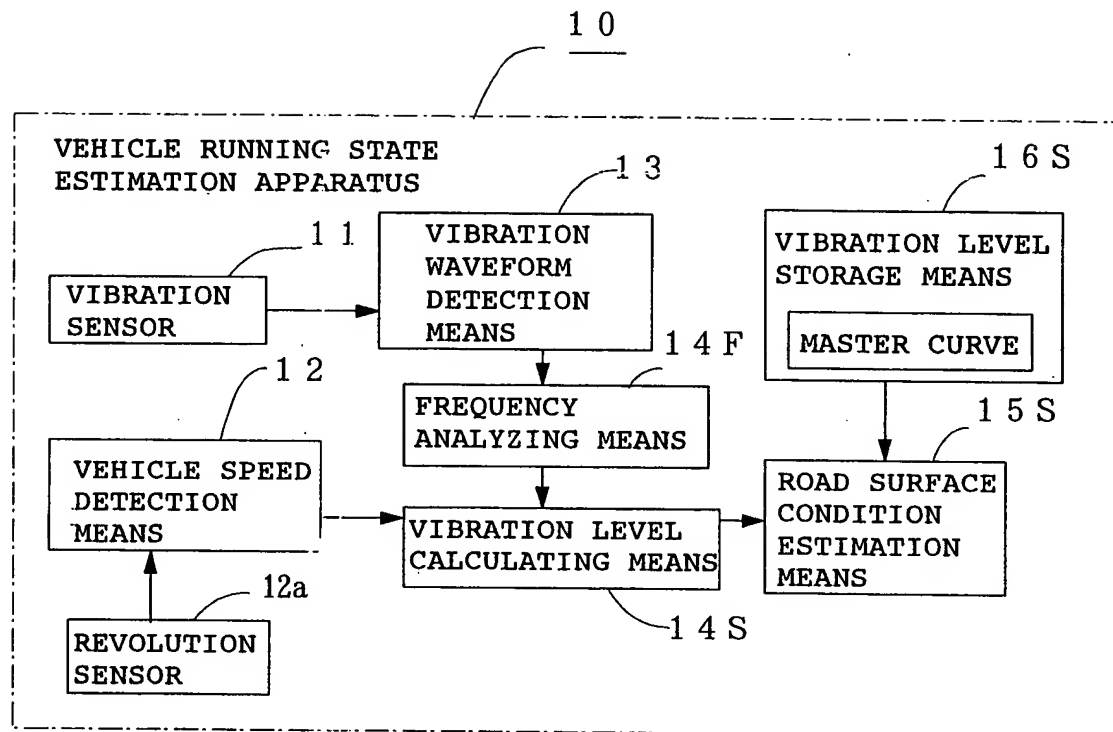 10
VEHICLE RUNNING STATE
ESTIMATION APPARATUS
11
VIBRATION
SENSOR
13
VIBRATION
WAVEFORM
DETECTION
MEANS
16S
VIBRATION LEVEL
STORAGE MEANS
MASTER CURVE
12
VEHICLE SPEED
DETECTION
MEANS
14F
FREQUENCY
ANALYZING MEANS
15S
ROAD SURFACE
CONDITION
ESTIMATION
MEANS
VIBRATION LEVEL
CALCULATING MEANS
14S
12a
REVOLUTION
SENSOR